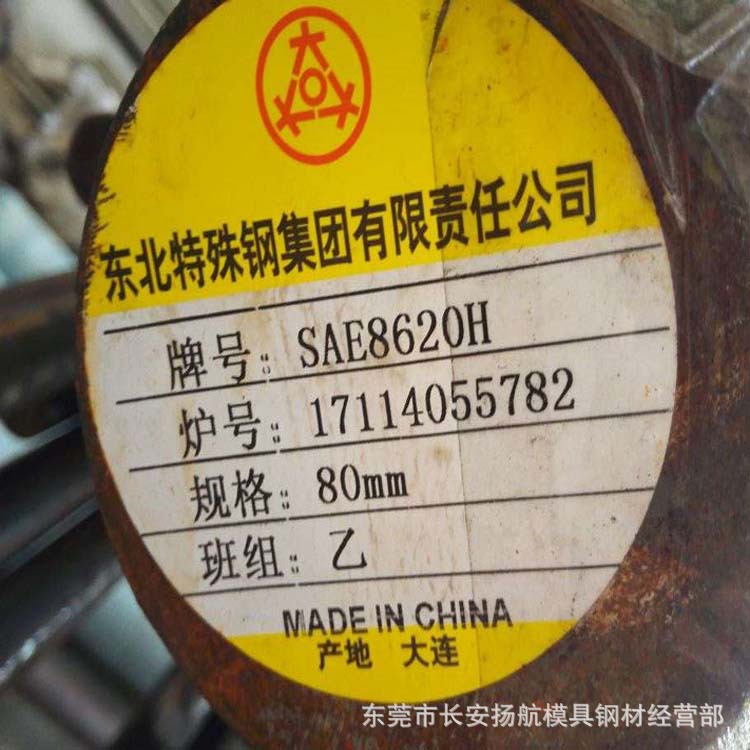 东北特殊钢集团有限责任公司
牌号: SAE8620H
炉号: 17114055782
规格: 80mm
班组: 乙
MADE IN CHINA
产地 大连
东莞市长安扬航模具钢材经营部